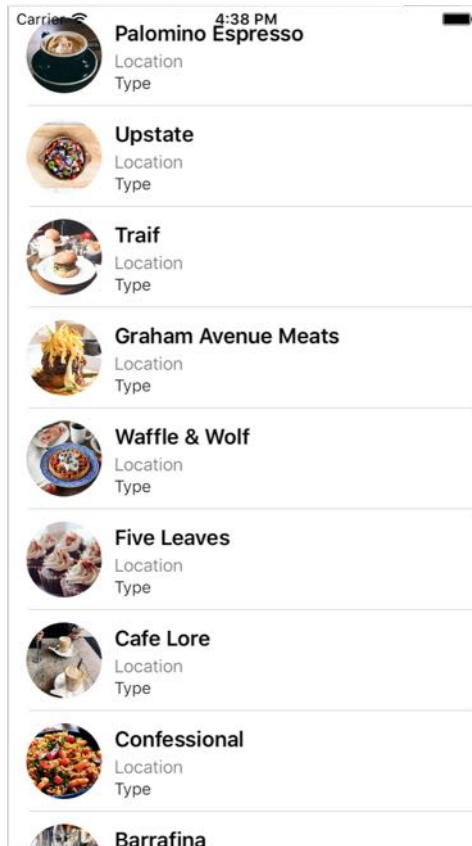 Carrier 4:38 PM
Palomino Espresso
Location
Type
Upstate
Location
Type
Traif
Location
Type
Graham Avenue Meats
Location
Type
Waffle & Wolf
Location
Type
Five Leaves
Location
Type
Cafe Lore
Location
Type
Confessional
Location
Type
Barrafina